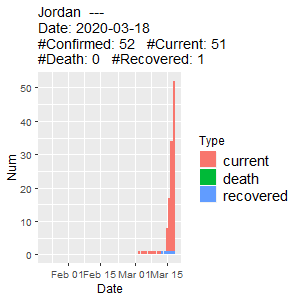 Jordan  ---
Date: 2020-03-18
#Confirmed: 52   #Current: 51
#Death: 0   #Recovered: 1
50
40
30
20
10
0
Num
Feb 01 Feb 15 Mar 01 Mar 15
Date
Type
current
death
recovered